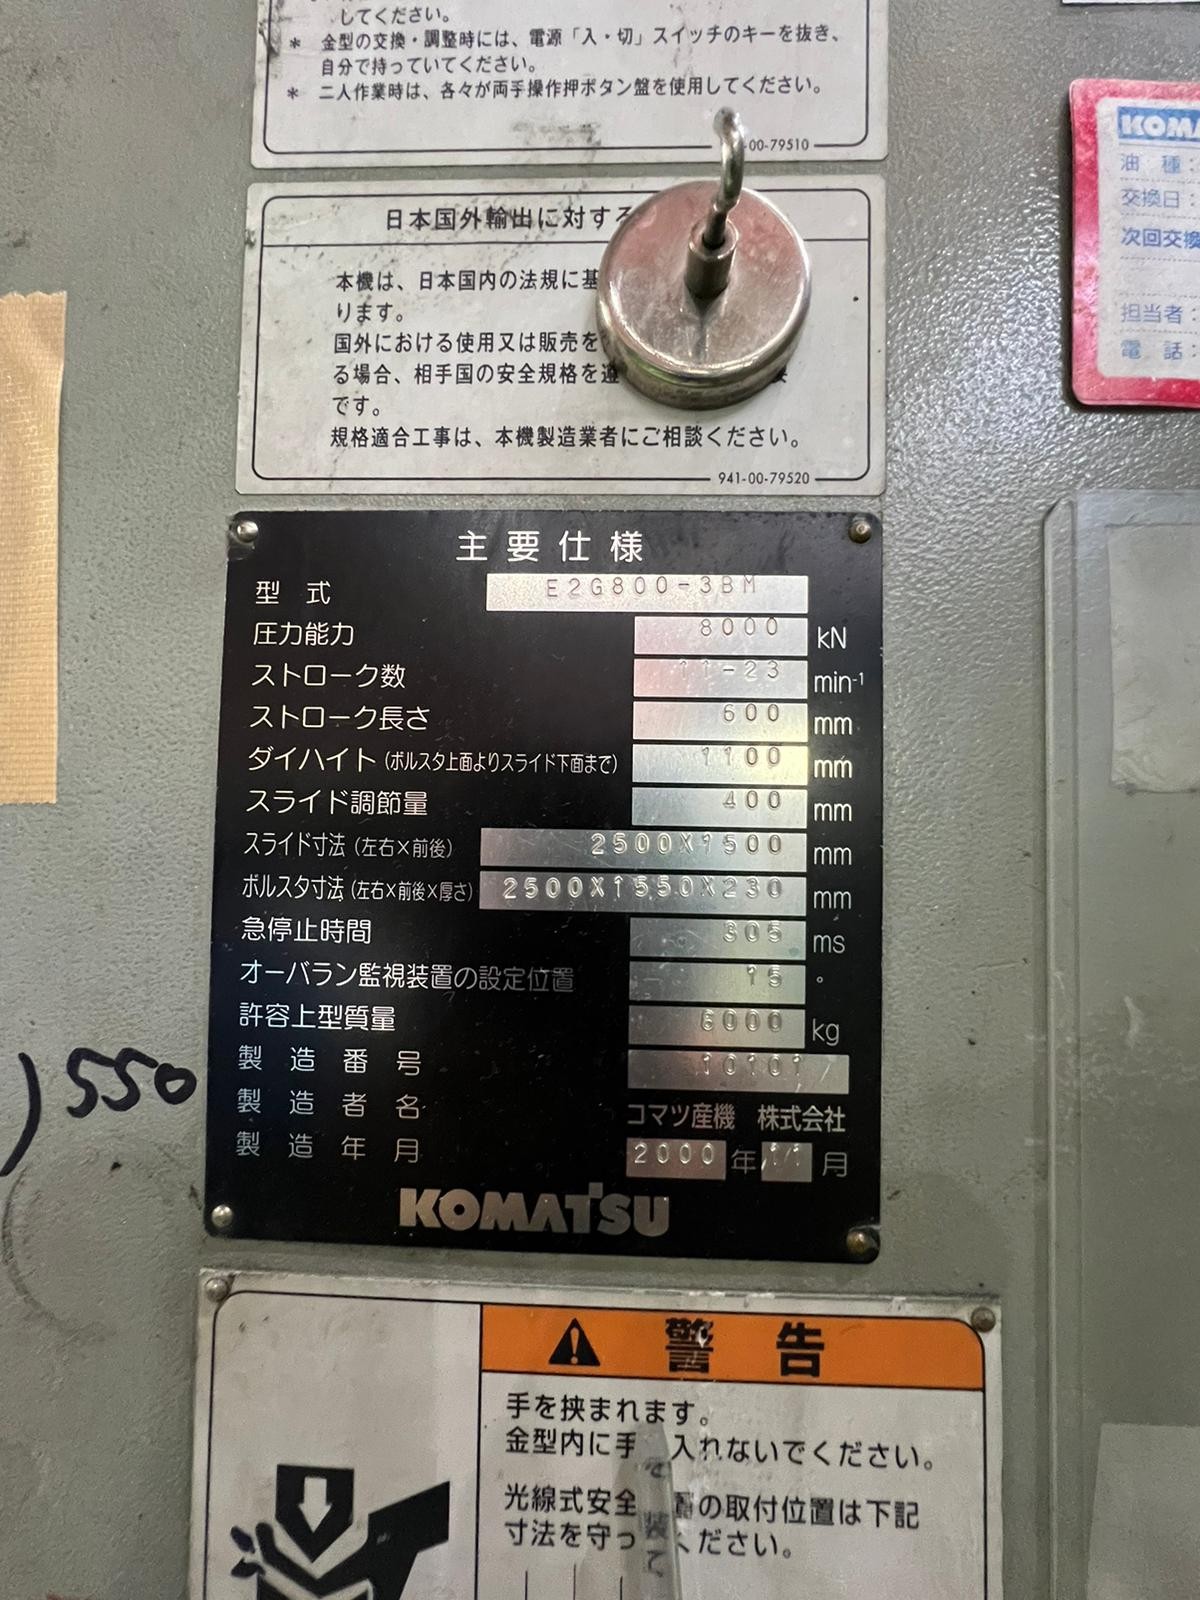 してください。
* 金型の交換・調整時には、電源「入・切」スイッチのキーを抜き、
自分で持っていてください。
* 二人作業時は、各々が両手操作押ボタン盤を使用してください。
-00-79510
日本国外輸出に対する
本機は、日本国内の法規に基
ります。
国外における使用又は販売を
る場合、相手国の安全規格を遵
です。
規格適合工事は、本機製造業者にご相談ください。
941-00-79520
KOMA
油 種：
交換日：
次回交換
担当者：
電 話：
主要仕様
型 式 E2G800-3BM
圧力能力 8000 kN
ストローク数 11-23 min-1
ストローク長さ 600 mm
ダイハイト (ボルスタ上面よりスライド下面まで) 1100 mm
スライド調節量 400 mm
スライド寸法 (左右×前後) 2500X1500 mm
ボルスタ寸法 (左右×前後×厚さ) 2500X1550X230 mm
急停止時間 305 ms
オーバラン監視装置の設定位置 15 °
許容上型質量 6000 kg
製造番号 10101
製造者名 コマツ産機 株式会社
製造年月 2000 年 11 月
KOMATSU
1550
警告
手を挟まれます。
金型内に手 入れないでください。
光線式安全 置の取付位置は下記
寸法を守っ ください。